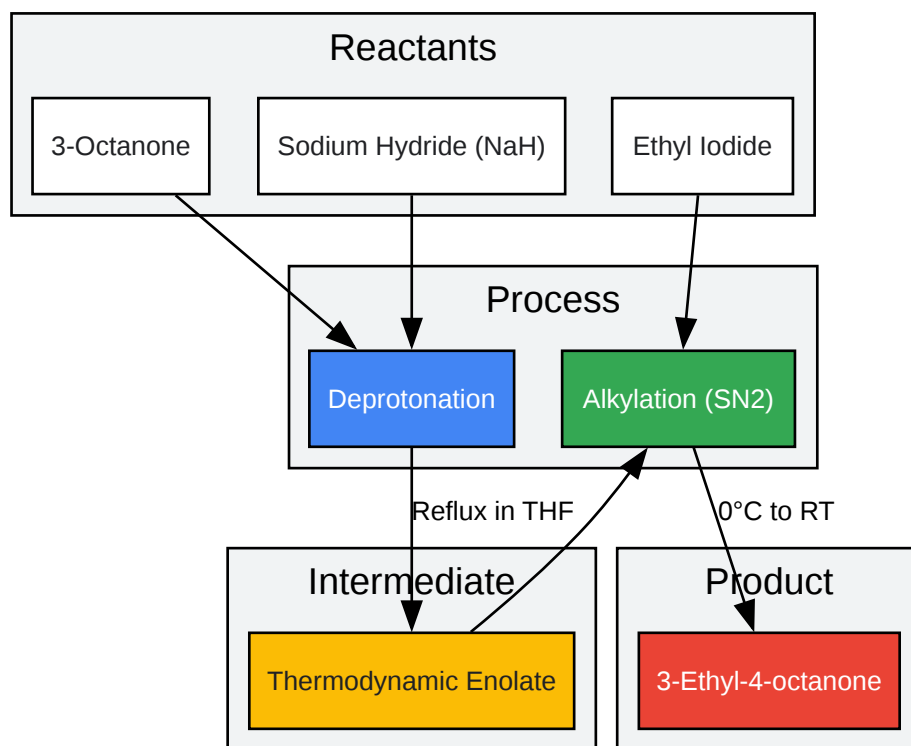 Reactants
3-Octanone
Sodium Hydride (NaH)
Ethyl Iodide
Process
Deprotonation
Alkylation (SN2)
Reflux in THF
0°C to RT
Intermediate
Product
Thermodynamic Enolate
3-Ethyl-4-octanone